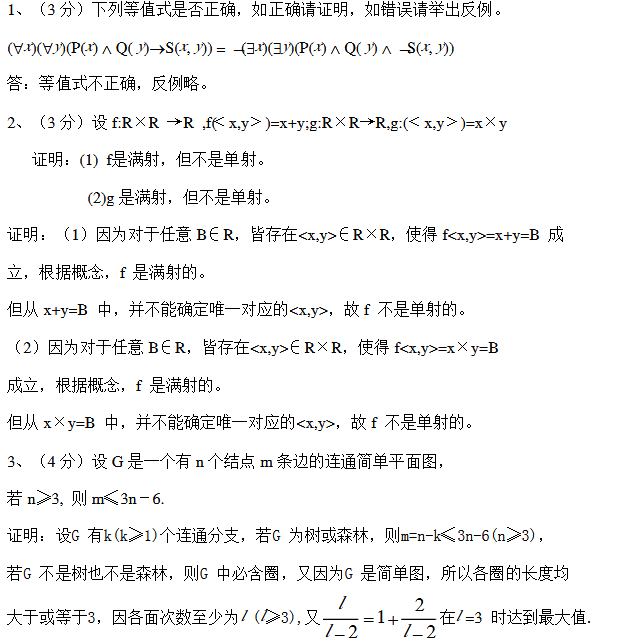 1、（3分）下列等值式是否正确，如正确请证明，如错误请举出反例。
(∀x)(∀y)(P(x)∧Q(y)→S(x, y)) = ¬(∃x)(∃y)(P(x)∧Q(y)∧¬S(x, y))
答：等值式不正确，反例略。
2、（3分）设 f:R×R →R ,f(＜x,y＞)=x+y;g:R×R→R,g:(＜x,y＞)=x×y
证明：(1) f是满射，但不是单射。
(2)g 是满射，但不是单射。
证明：（1）因为对于任意 B∈R，皆存在<x,y>∈R×R，使得 f<x,y>=x+y=B 成
立，根据概念，f 是满射的。
但从 x+y=B 中，并不能确定唯一对应的<x,y>，故 f 不是单射的。
（2）因为对于任意 B∈R，皆存在<x,y>∈R×R，使得 f<x,y>=x×y=B
成立，根据概念，f 是满射的。
但从 x×y=B 中，并不能确定唯一对应的<x,y>，故 f 不是单射的。
3、（4分）设 G 是一个有 n 个结点 m 条边的连通简单平面图，
若 n≥3, 则 m≤3n－6.
证明：设G 有k(k≥1)个连通分支，若G 为树或森林，则m=n-k≤3n-6(n≥3)，
若G 不是树也不是森林，则G 中必含圈，又因为G 是简单图，所以各圈的长度均
大于或等于3，因各面次数至少为l (l≥3),又 l/(l−2)=1+2/(l−2) 在l=3 时达到最大值.